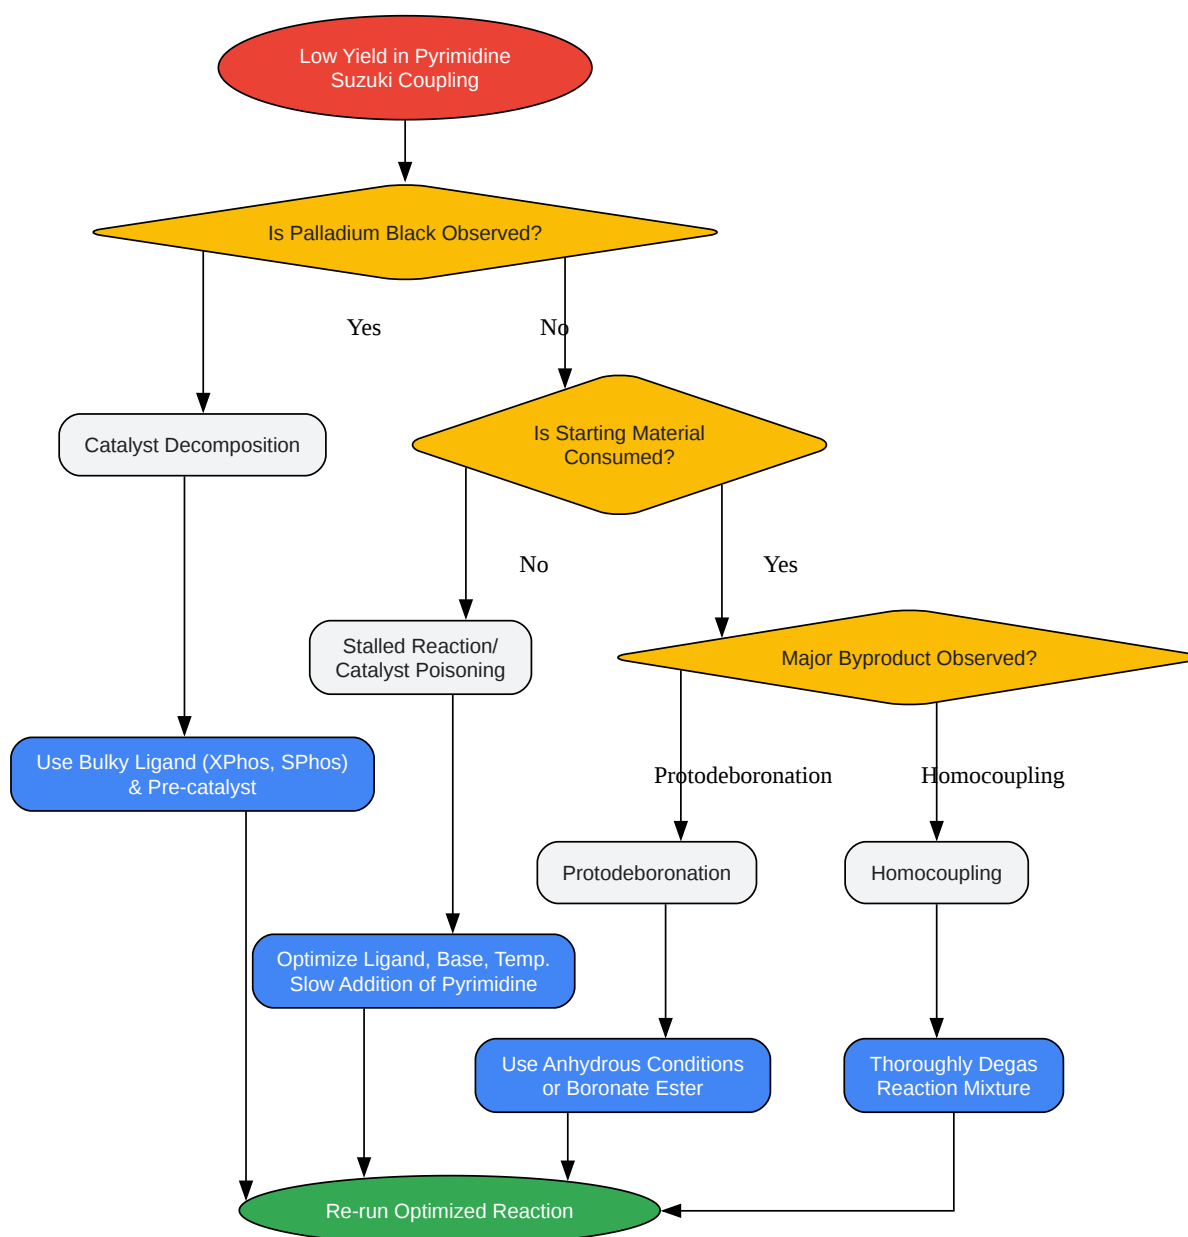 Low Yield in Pyrimidine
Suzuki Coupling
Is Palladium Black Observed?
Yes
No
Catalyst Decomposition
Is Starting Material
Consumed?
No
Yes
Stalled Reaction/
Catalyst Poisoning
Major Byproduct Observed?
Use Bulky Ligand (XPhos, SPhos)
& Pre-catalyst
Protodeboronation
Homocoupling
Protodeboronation
Homocoupling
Optimize Ligand, Base, Temp.
Slow Addition of Pyrimidine
Use Anhydrous Conditions
or Boronate Ester
Thoroughly Degas
Reaction Mixture
Re-run Optimized Reaction